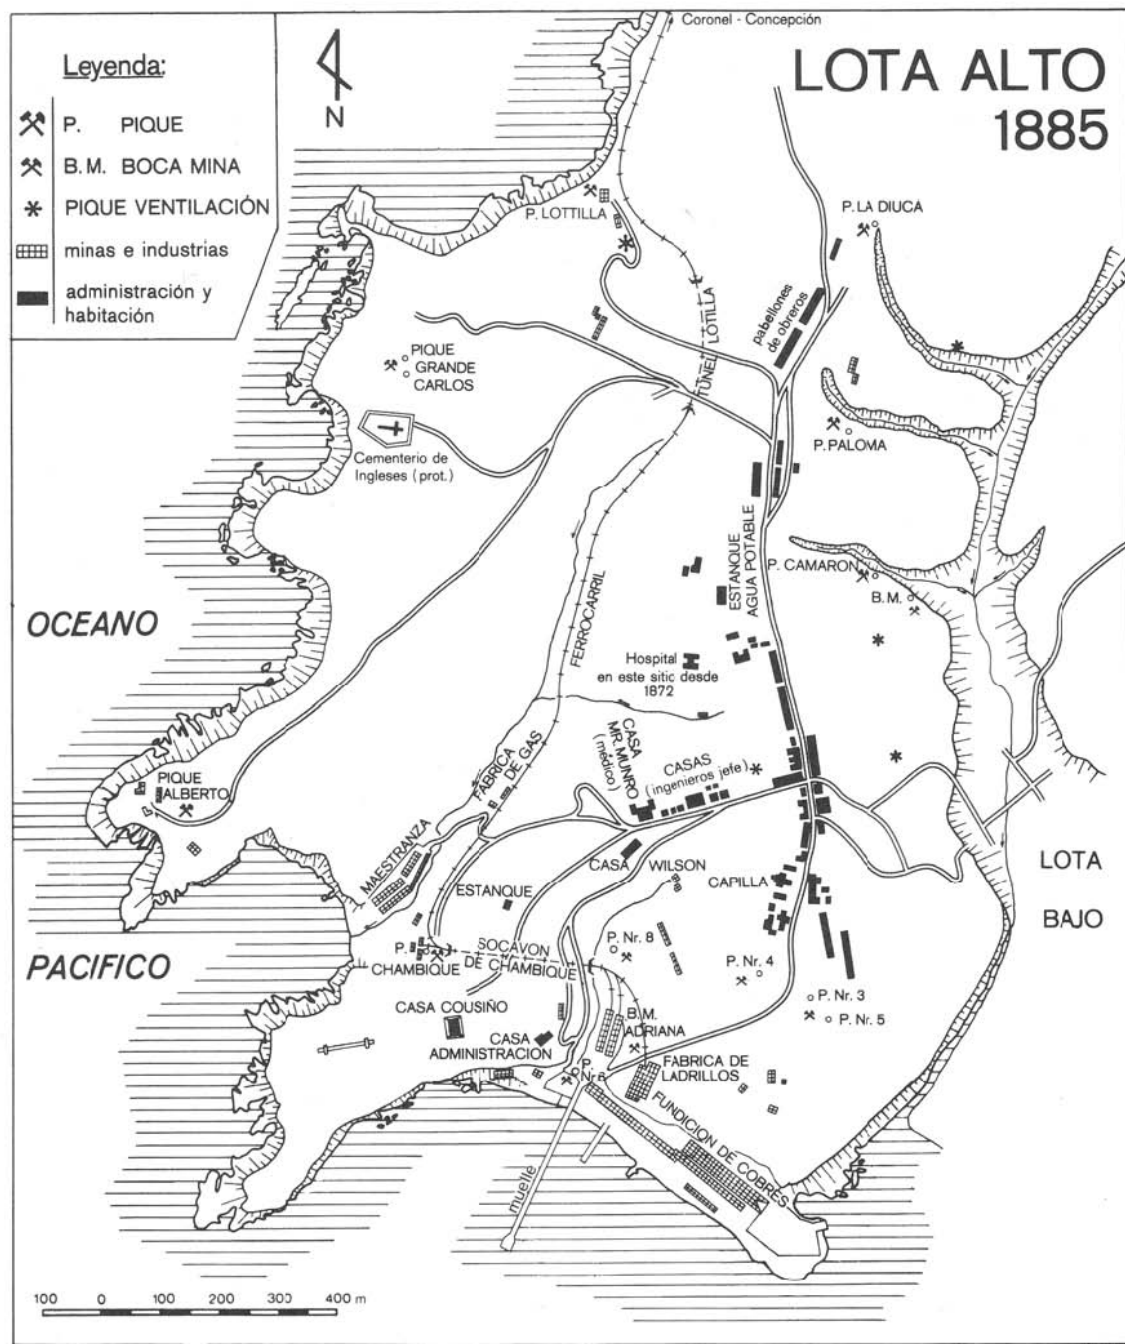 Coronel - Concepción
LOTA ALTO
1885
Leyenda:
P. PIQUE
B.M. BOCA MINA
PIQUE VENTILACIÓN
minas e industrias
administración y
habitación
N
P. LOTTILLA
P. LA DIUCA
pabellones
de obreros
TÚNEL LOTILLA
PIQUE
GRANDE
CARLOS
Cementerio de
Ingleses (prot.)
P. PALOMA
ESTANQUE
AGUA POTABLE
P. CAMARON
B.M.
FERROCARRIL
OCEANO
Hospital
en este sitio desde
1872
CASA
MR. MUNRO
(médico)
CASAS
(ingenieros jefe)
FABRICA
DE GAS
PIQUE
ALBERTO
MAESTRANZA
ESTANQUE
CASA WILSON
CAPILLA
LOTA
BAJO
PACIFICO
P.
CHAMBIQUE
SOCAVON
DE CHAMBIQUE
P. Nr. 8
P. Nr. 4
P. Nr. 3
P. Nr. 5
CASA COUSIÑO
CASA
ADMINISTRACION
B.M.
ADRIANA
P.
Nr. 6
FABRICA DE
LADRILLOS
FUNDICION DE COBRES
muelle
100 0 100 200 300 400 m